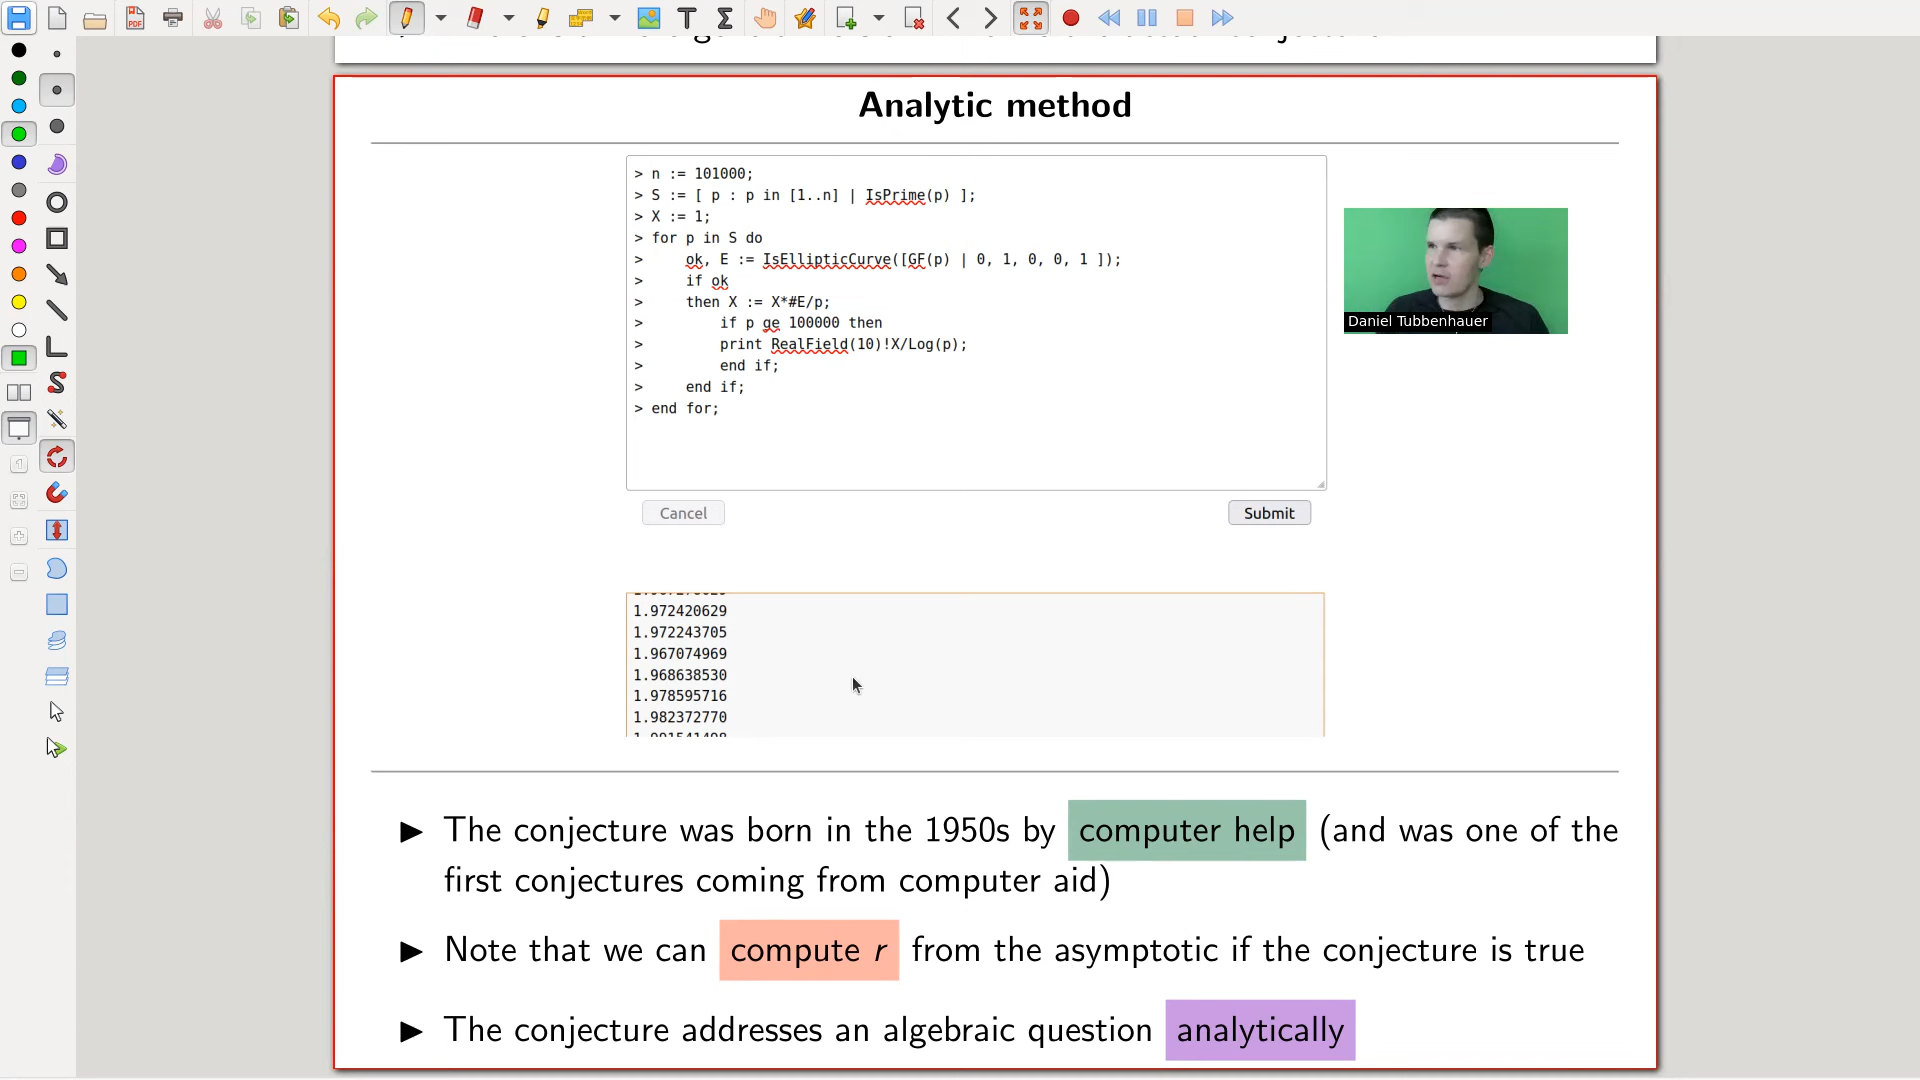 Analytic method
> n := 101000;
> S := [ p : p in [1..n] | IsPrime(p) ];
> X := 1;
> for p in S do
>     ok, E := IsEllipticCurve([GF(p) | 0, 1, 0, 0, 1 ]);
>     if ok
>     then X := X*#E/p;
>         if p ge 100000 then
>         print RealField(10)!X/Log(p);
>         end if;
>     end if;
> end for;
Daniel Tubbenhauer
Cancel
Submit
1.972420629
1.972243705
1.967074969
1.968638530
1.978595716
1.982372770
▶ The conjecture was born in the 1950s by computer help (and was one of the
first conjectures coming from computer aid)
▶ Note that we can compute r from the asymptotic if the conjecture is true
▶ The conjecture addresses an algebraic question analytically